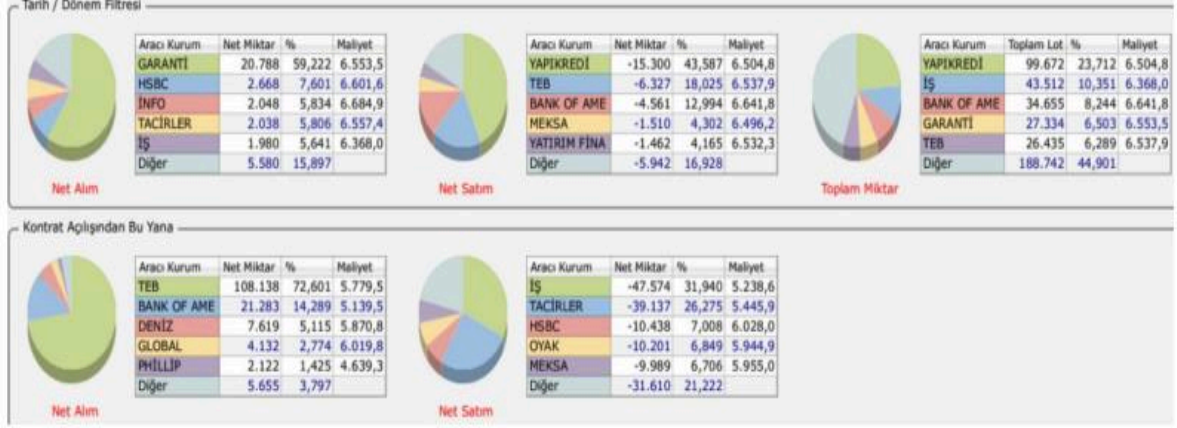 Tarih / Dönem Filtresi
Aracı Kurum Net Miktar % Maliyet
GARANTİ 20.788 59,222 6.553,5
HSBC 2.668 7,601 6.601,6
İNFO 2.048 5,834 6.684,9
TACİRLER 2.038 5,806 6.557,4
İŞ 1.980 5,641 6.368,0
Diğer 5.580 15,897
Net Alım
Aracı Kurum Net Miktar % Maliyet
YAPIKREDİ -15.300 43,587 6.504,8
TEB -6.327 18,025 6.537,9
BANK OF AME -4.561 12,994 6.641,8
MEKSA -1.510 4,302 6.496,2
YATIRIM FİNA -1.462 4,165 6.532,3
Diğer -5.942 16,928
Net Satım
Aracı Kurum Toplam Lot % Maliyet
YAPIKREDİ 99.672 23,712 6.504,8
İŞ 43.512 10,351 6.368,0
BANK OF AME 34.655 8,244 6.641,8
GARANTİ 27.334 6,503 6.553,5
TEB 26.435 6,289 6.537,9
Diğer 188.742 44,901
Toplam Miktar
Kontrat Açılışından Bu Yana
Aracı Kurum Net Miktar % Maliyet
TEB 108.138 72,601 5.779,5
BANK OF AME 21.283 14,289 5.139,5
DENİZ 7.619 5,115 5.870,8
GLOBAL 4.132 2,774 6.019,8
PHİLLİP 2.122 1,425 4.639,3
Diğer 5.655 3,797
Net Alım
Aracı Kurum Net Miktar % Maliyet
İŞ -47.574 31,940 5.238,6
TACİRLER -39.137 26,275 5.445,9
HSBC -10.438 7,008 6.028,0
OYAK -10.201 6,849 5.944,9
MEKSA -9.989 6,706 5.955,0
Diğer -31.610 21,222
Net Satım